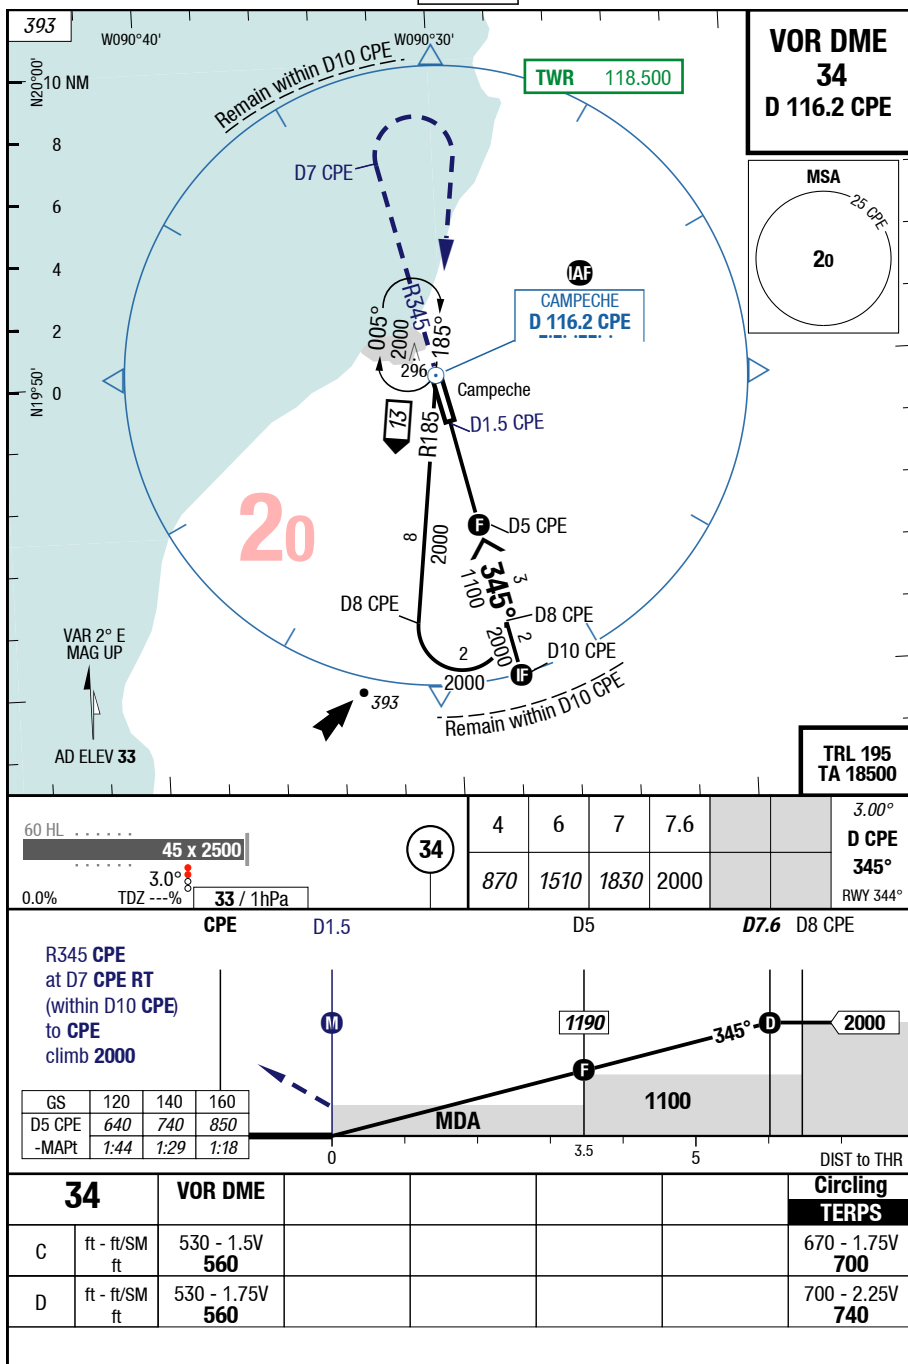 393
W090°40'
W090°30'
VOR DME
34
D 116.2 CPE
N20°00'
10 NM
Remain within D10 CPE
TWR 118.500
8
D7 CPE
MSA
25 CPE
20
6
4
IAF
CAMPECHE
D 116.2 CPE
R345
005°
2000
185°
2
296
N19°50'
0
Campeche
13
R185
D1.5 CPE
20
F
D5 CPE
8
2000
345°
3
1100
D8 CPE
D8 CPE
2
2000
D10 CPE
IF
2
2000
Remain within D10 CPE
393
VAR 2° E
MAG UP
AD ELEV 33
TRL 195
TA 18500
60 HL
45 x 2500
3.0°
0.0%
TDZ ---%
33 / 1hPa
34
4 6 7 7.6
870 1510 1830 2000
3.00°
D CPE
345°
RWY 344°
CPE D1.5 D5 D7.6 D8 CPE
R345 CPE
at D7 CPE RT
(within D10 CPE)
to CPE
climb 2000
M
1190
345°
D
2000
F
1100
MDA
GS 120 140 160
D5 CPE 640 740 850
-MAPt 1:44 1:29 1:18
0 3.5 5 DIST to THR
34 VOR DME Circling
TERPS
C ft - ft/SM 530 - 1.5V 670 - 1.75V
ft 560 700
D ft - ft/SM 530 - 1.75V 700 - 2.25V
ft 560 740